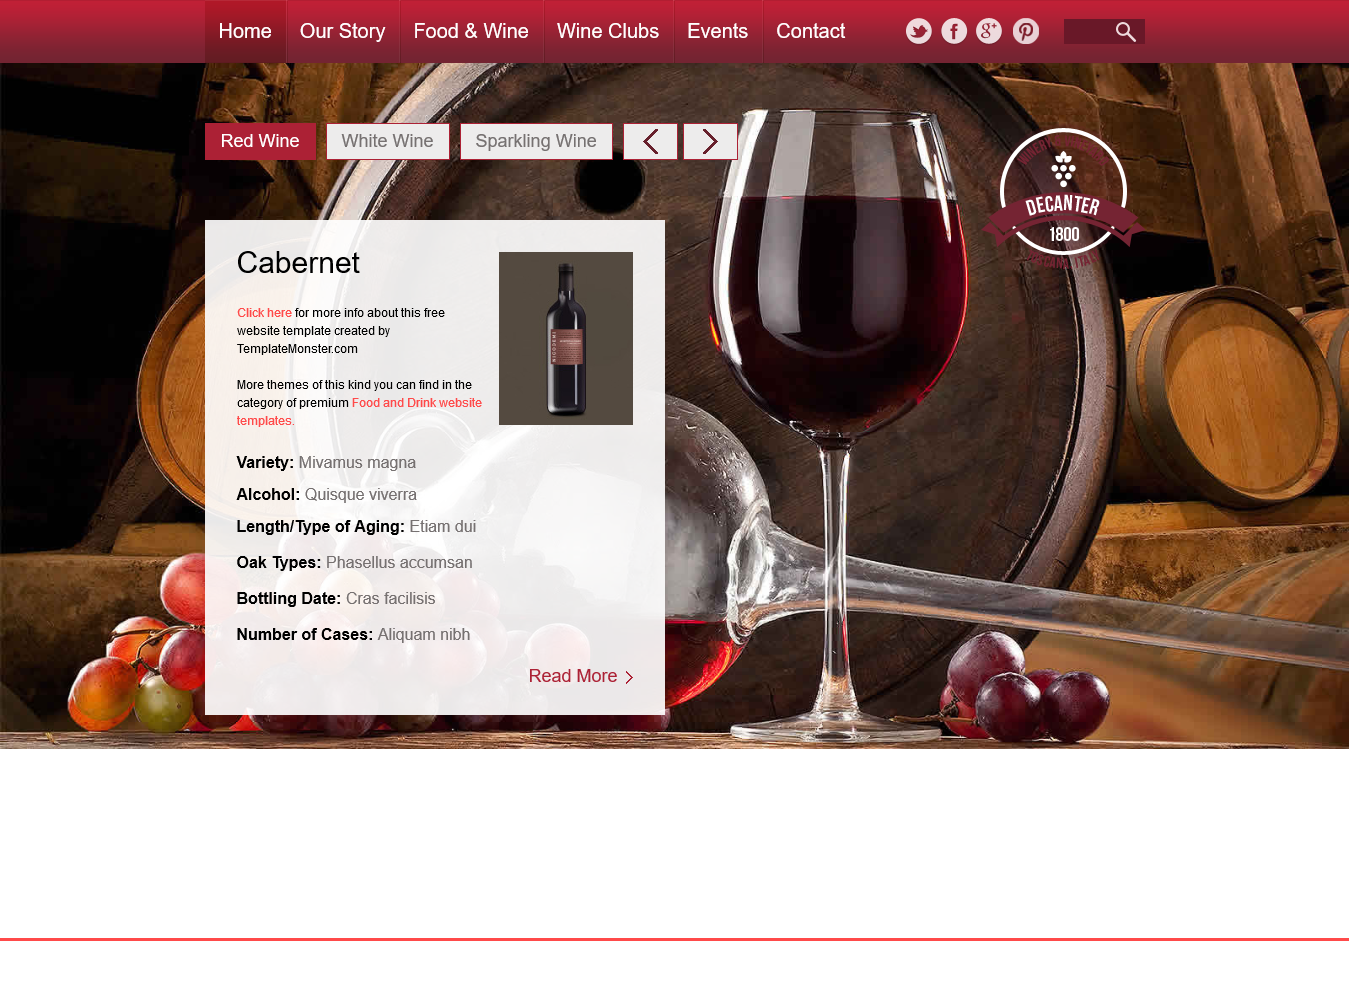 Home Our Story Food & Wine Wine Clubs Events Contact
Red Wine White Wine Sparkling Wine
DECANTER
1800
Cabernet
Click here for more info about this free
website template created by
TemplateMonster.com
More themes of this kind you can find in the
category of premium Food and Drink website
templates.
Variety: Mivamus magna
Alcohol: Quisque viverra
Length/Type of Aging: Etiam dui
Oak Types: Phasellus accumsan
Bottling Date: Cras facilisis
Number of Cases: Aliquam nibh
Read More